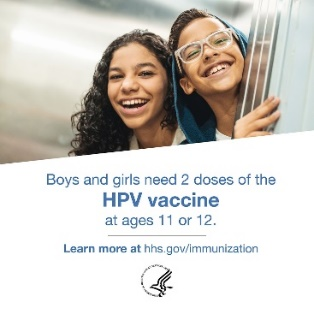 Boys and girls need 2 doses of the
HPV vaccine
at ages 11 or 12.
Learn more at hhs.gov/immunization